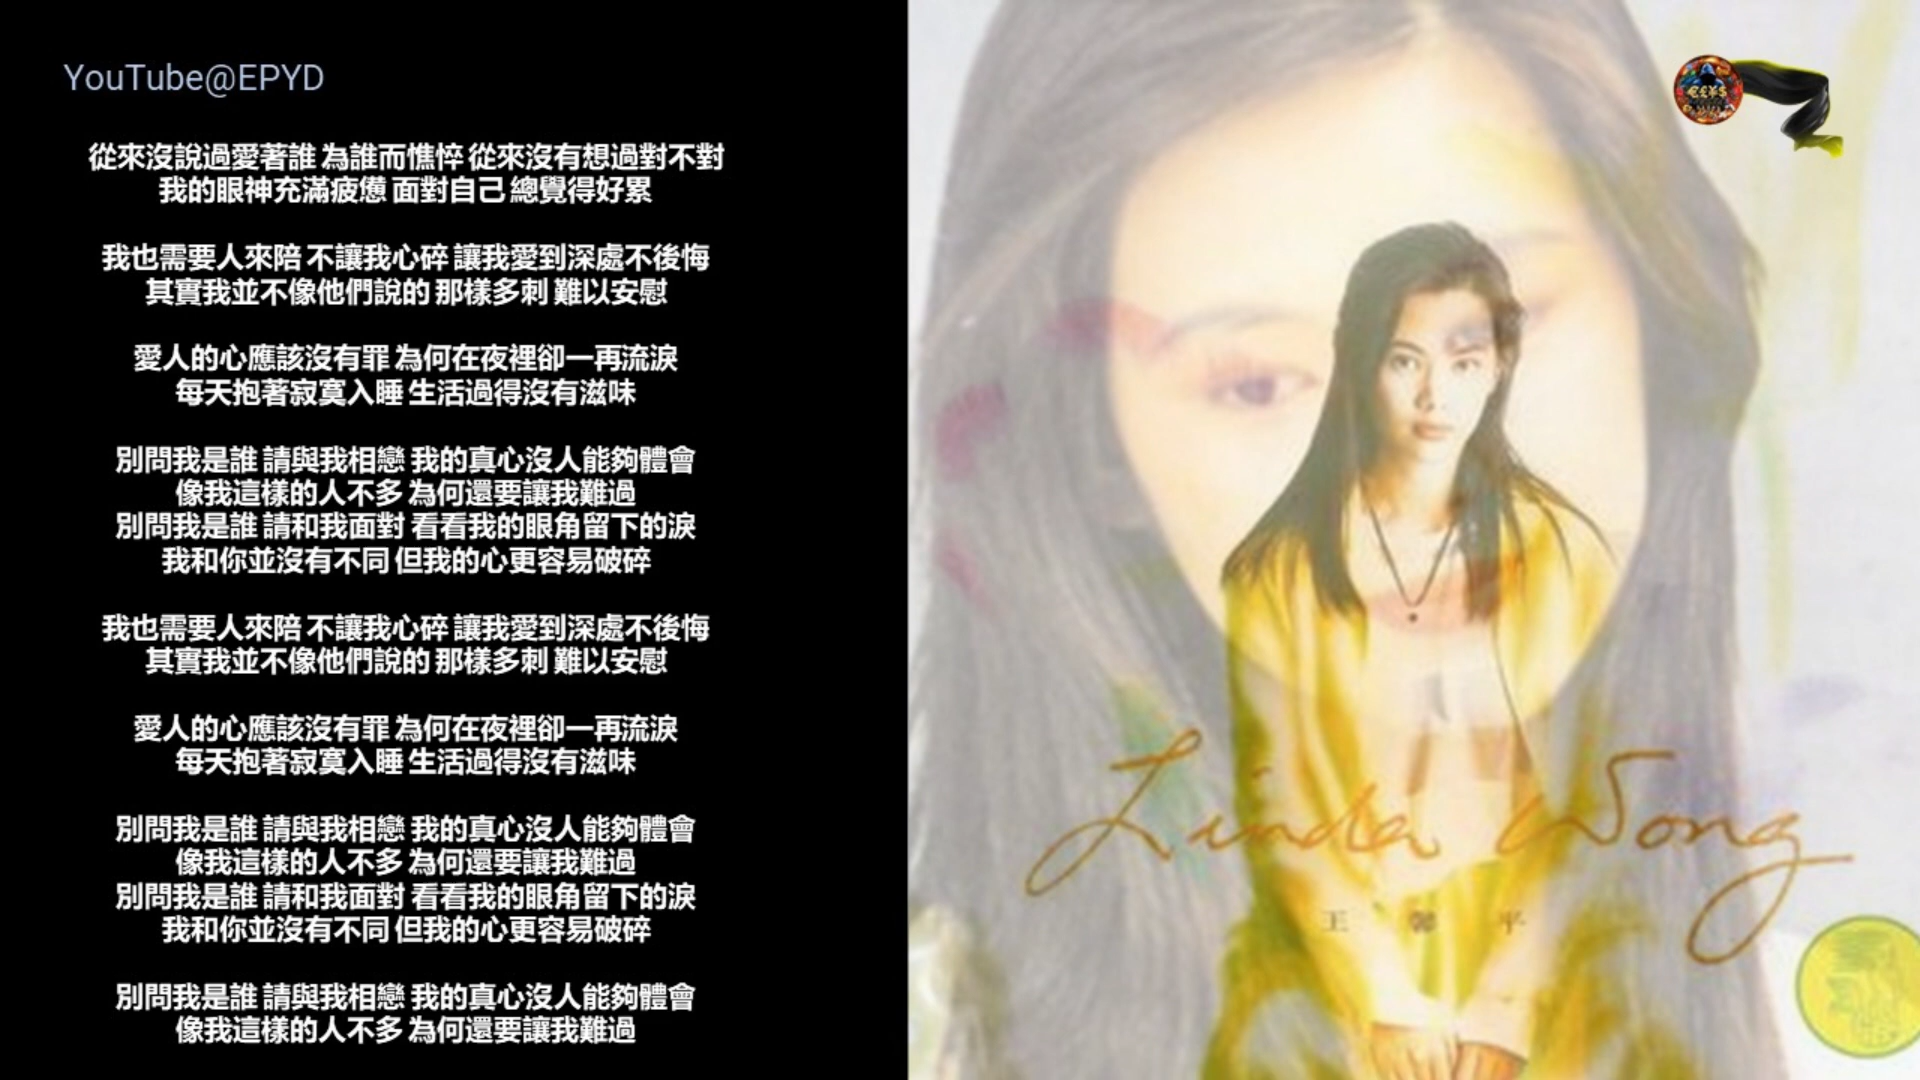 YouTube@EPYD
從來沒說過愛著誰 為誰而憔悴 從來沒有想過對不對
我的眼神充滿疲憊 面對自己 總覺得好累
我也需要人來陪 不讓我心碎 讓我愛到深處不後悔
其實我並不像他們說的 那樣多刺 難以安慰
愛人的心應該沒有罪 為何在夜裡卻一再流淚
每天抱著寂寞入睡 生活過得沒有滋味
別問我是誰 請與我相戀 我的真心沒人能夠體會
像我這樣的人不多 為何還要讓我難過
別問我是誰 請和我面對 看看我的眼角留下的淚
我和你並沒有不同 但我的心更容易破碎
我也需要人來陪 不讓我心碎 讓我愛到深處不後悔
其實我並不像他們說的 那樣多刺 難以安慰
愛人的心應該沒有罪 為何在夜裡卻一再流淚
每天抱著寂寞入睡 生活過得沒有滋味
別問我是誰 請與我相戀 我的真心沒人能夠體會
像我這樣的人不多 為何還要讓我難過
別問我是誰 請和我面對 看看我的眼角留下的淚
我和你並沒有不同 但我的心更容易破碎
別問我是誰 請與我相戀 我的真心沒人能夠體會
像我這樣的人不多 為何還要讓我難過
Linda Wong
王 馨 平